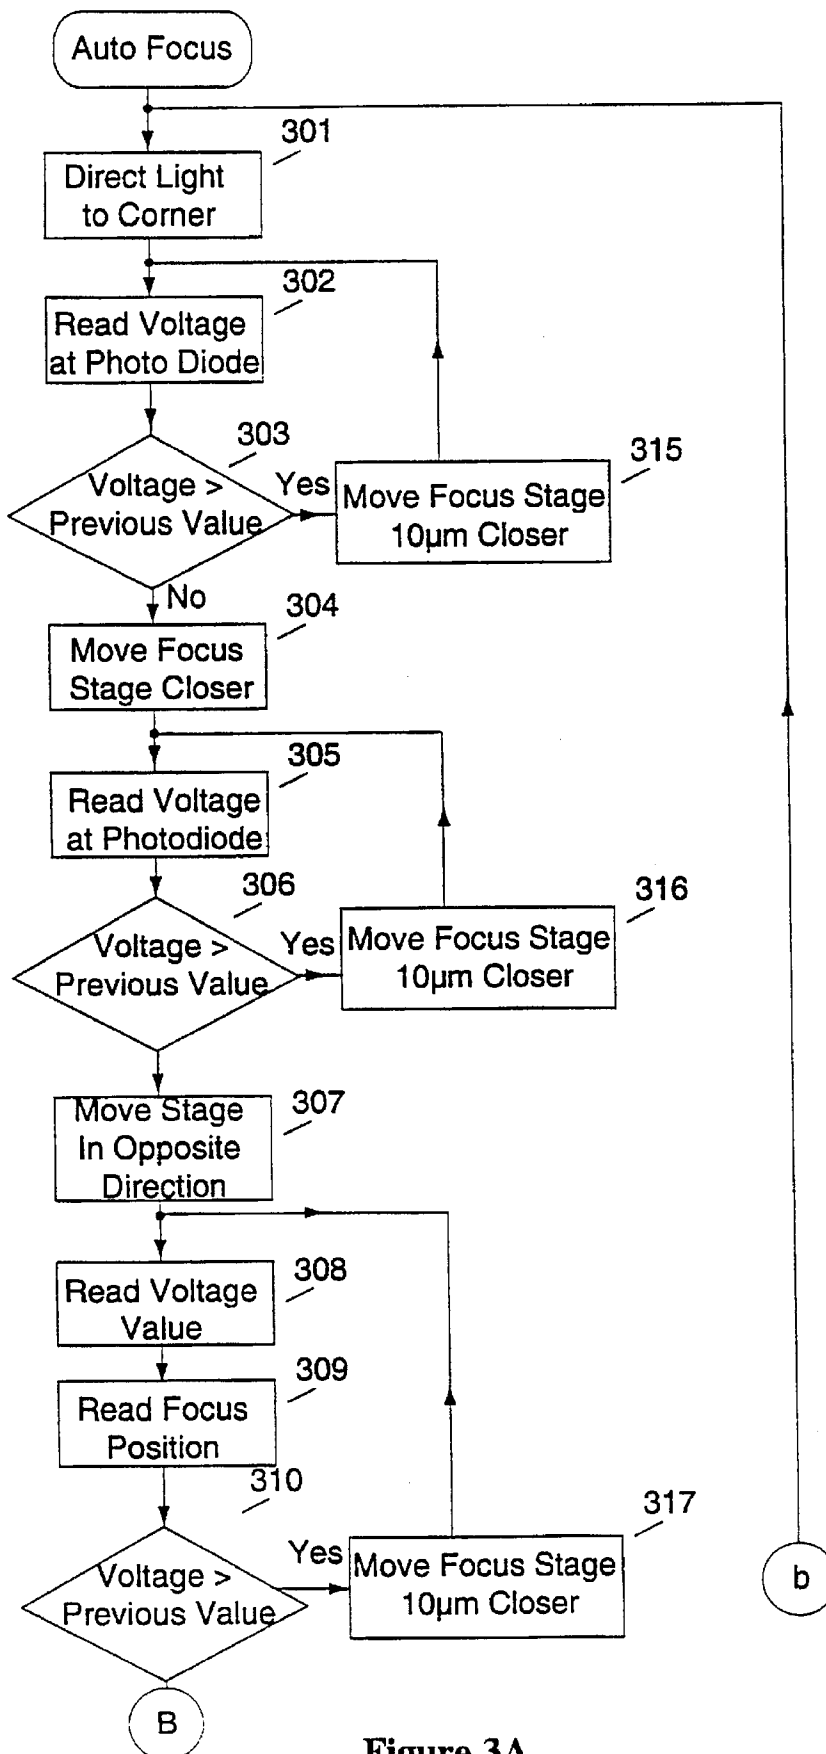 Auto Focus
301
Direct Light
to Corner
302
Read Voltage
at Photo Diode
303
Voltage >
Previous Value
Yes
315
Move Focus Stage
10µm Closer
No
304
Move Focus
Stage Closer
305
Read Voltage
at Photodiode
306
Voltage >
Previous Value
Yes
316
Move Focus Stage
10µm Closer
307
Move Stage
In Opposite
Direction
308
Read Voltage
Value
309
Read Focus
Position
310
Voltage >
Previous Value
Yes
317
Move Focus Stage
10µm Closer
b
B
Figure 3A